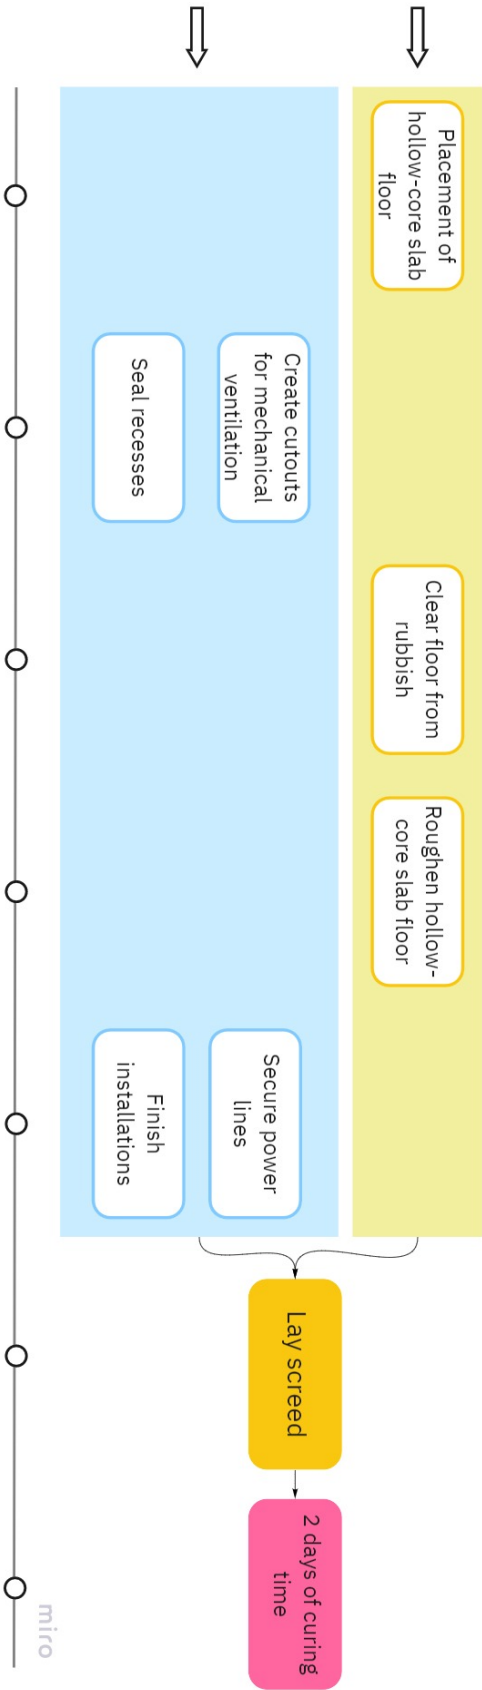 Placement of
hollow-core slab
floor
Clear floor from
rubbish
Roughen hollow-
core slab floor
Create cutouts
for mechanical
ventilation
Seal recesses
Secure power
lines
Finish
installations
Lay screed
2 days of curing
time
miro